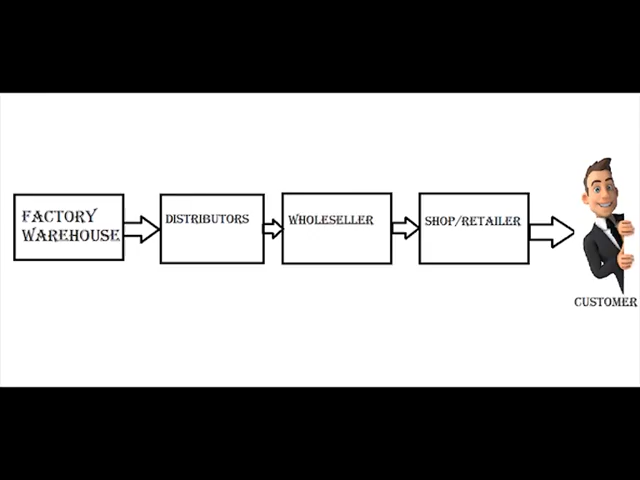 FACTORY
WAREHOUSE
DISTRIBUTORS
WHOLESELLER
SHOP/RETAILER
CUSTOMER